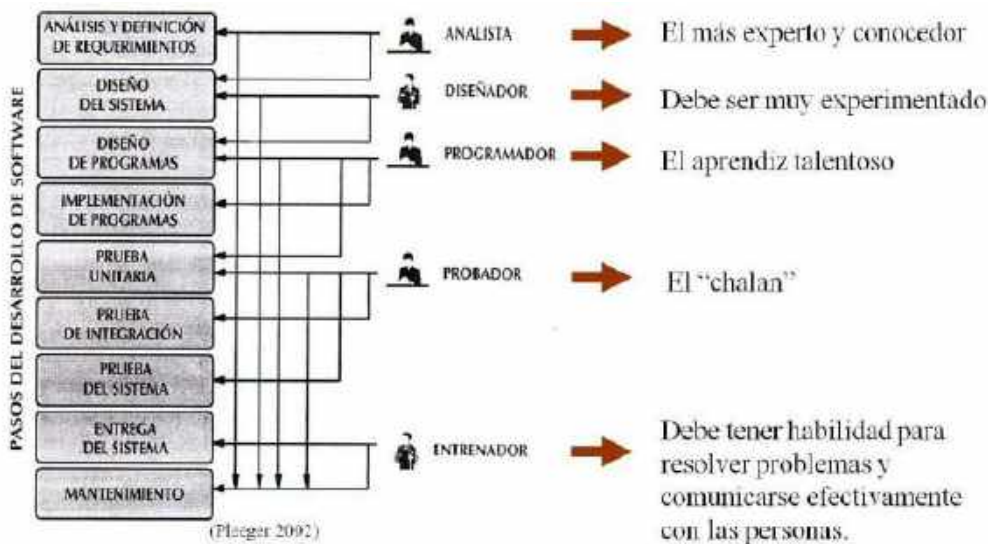 PASOS DEL DESARROLLO DE SOFTWARE
ANÁLISIS Y DEFINICIÓN
DE REQUERIMIENTOS
DISEÑO
DEL SISTEMA
DISEÑO
DE PROGRAMAS
IMPLEMENTACIÓN
DE PROGRAMAS
PRUEBA
UNITARIA
PRUEBA
DE INTEGRACIÓN
PRUEBA
DEL SISTEMA
ENTREGA
DEL SISTEMA
MANTENIMIENTO
(Pleeger 2002)
ANALISTA
El más experto y conocedor
DISEÑADOR
Debe ser muy experimentado
PROGRAMADOR
El aprendiz talentoso
PROBADOR
El “chalan”
ENTRENADOR
Debe tener habilidad para
resolver problemas y
comunicarse efectivamente
con las personas.